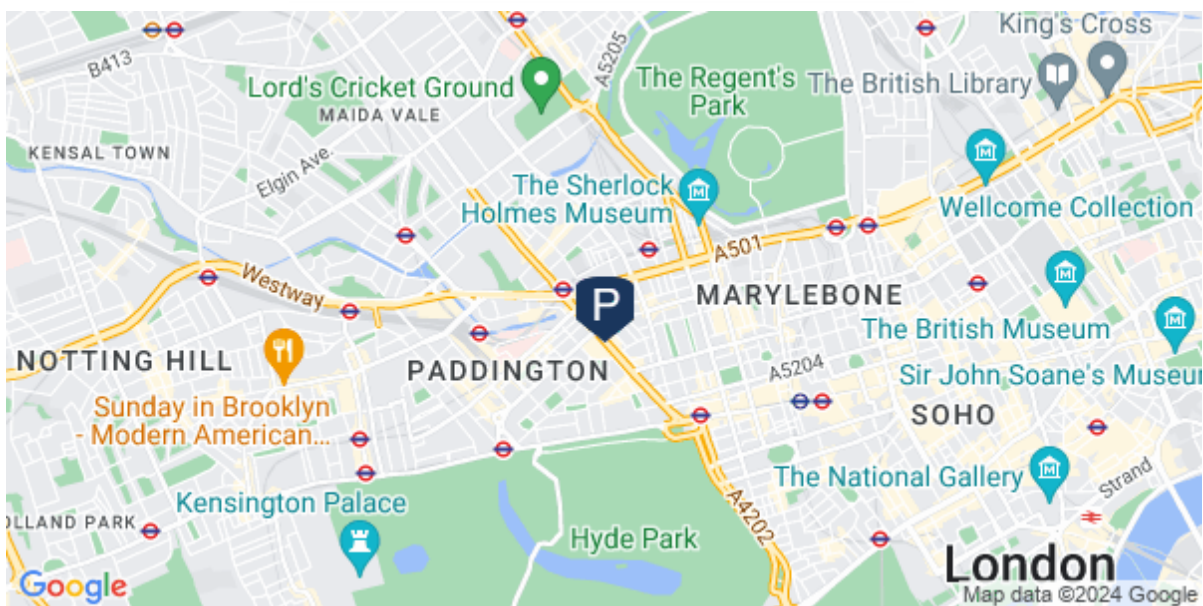 King's Cross
B413
A5205
The Regent's
Park
The British Library
Lord's Cricket Ground
MAIDA VALE
KENSAL TOWN
Elgin Ave.
The Sherlock
Holmes Museum
Wellcome Collection
A501
Westway
P
MARYLEBONE
The British Museum
NOTTING HILL
PADDINGTON
A5204
Sir John Soane's Museu
Sunday in Brooklyn
- Modern American...
SOHO
The National Gallery
Strand
Kensington Palace
A4202
OLLAND PARK
Hyde Park
London
Google
Map data ©2024 Google